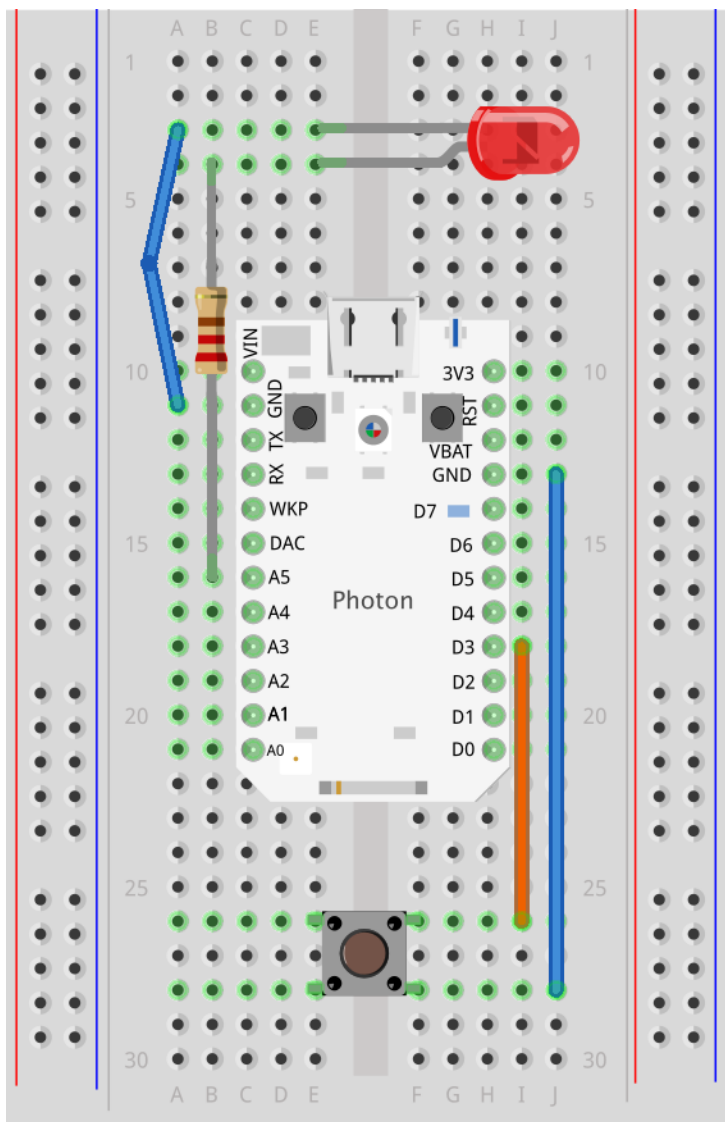 A B C D E F G H I J
1 1
5 5
VIN
10 3V3 10
GND RST
TX VBAT
RX GND
WKP D7
15 DAC D6 15
A5 D5
Photon
A4 D4
A3 D3
A2 D2
20 A1 D1 20
A0 D0
25 25
30 30
A B C D E F G H I J